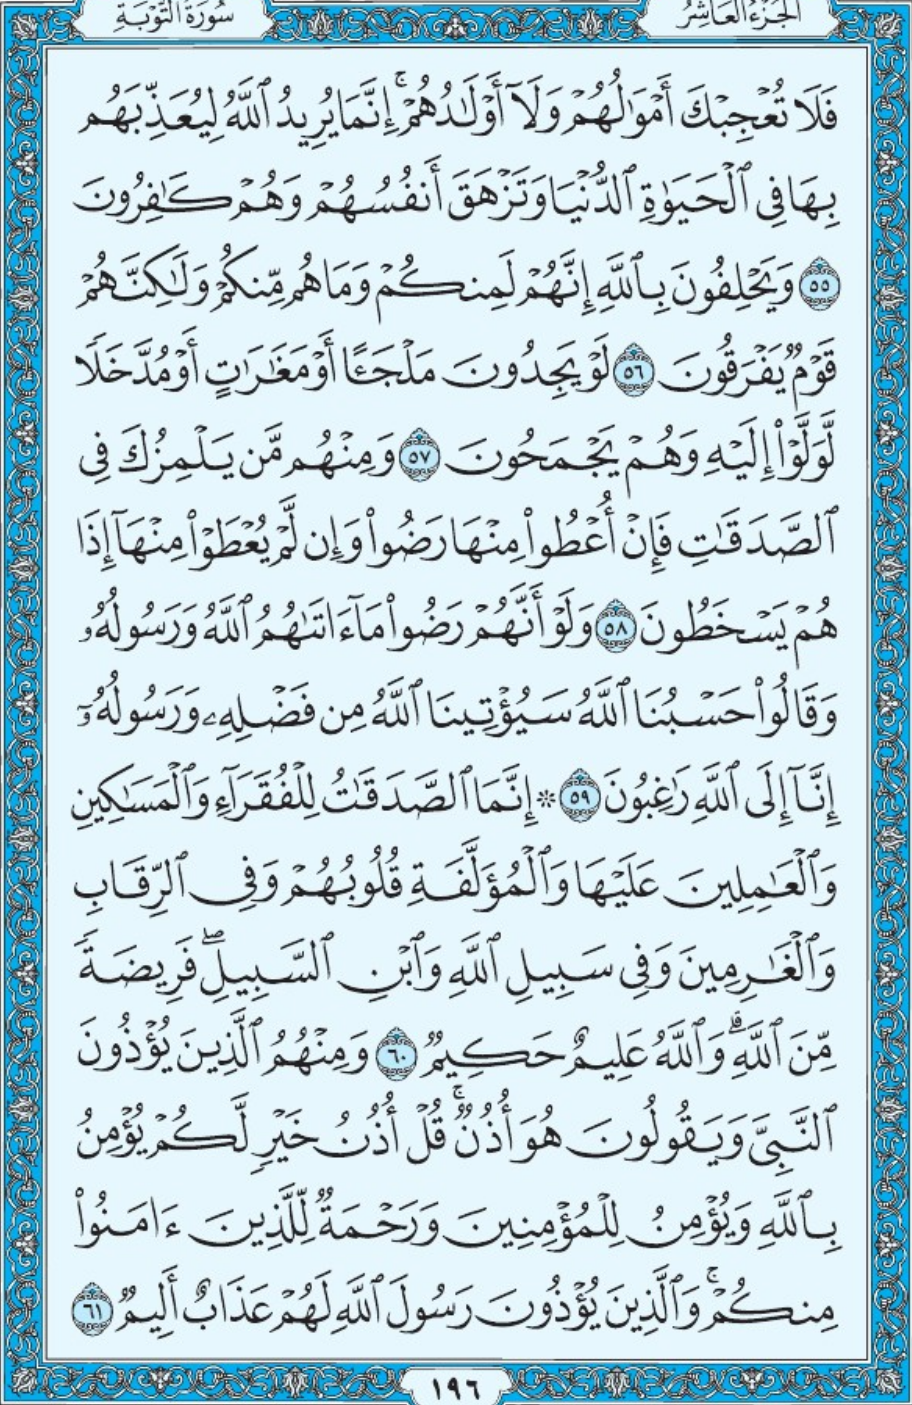 سُورَةُ التَّوۡبَةِ
الجُزْءُ العَاشِرُ
فَلَا تُعۡجِبۡكَ أَمۡوَٰلُهُمۡ وَلَآ أَوۡلَٰدُهُمۡۚ إِنَّمَا يُرِيدُ ٱللَّهُ لِيُعَذِّبَهُم
بِهَا فِي ٱلۡحَيَوٰةِ ٱلدُّنۡيَا وَتَزۡهَقَ أَنفُسُهُمۡ وَهُمۡ كَٰفِرُونَ
٥٥ وَيَحۡلِفُونَ بِٱللَّهِ إِنَّهُمۡ لَمِنكُمۡ وَمَا هُم مِّنكُمۡ وَلَٰكِنَّهُمۡ
قَوۡمٞ يَفۡرَقُونَ ٥٦ لَوۡ يَجِدُونَ مَلۡجَـًٔا أَوۡ مَغَٰرَٰتٍ أَوۡ مُدَّخَلٗا
لَّوَلَّوۡاْ إِلَيۡهِ وَهُمۡ يَجۡمَحُونَ ٥٧ وَمِنۡهُم مَّن يَلۡمِزُكَ فِي
ٱلصَّدَقَٰتِ فَإِنۡ أُعۡطُواْ مِنۡهَا رَضُواْ وَإِن لَّمۡ يُعۡطَوۡاْ مِنۡهَآ إِذَا
هُمۡ يَسۡخَطُونَ ٥٨ وَلَوۡ أَنَّهُمۡ رَضُواْ مَآ ءَاتَىٰهُمُ ٱللَّهُ وَرَسُولُهُۥ
وَقَالُواْ حَسۡبُنَا ٱللَّهُ سَيُؤۡتِينَا ٱللَّهُ مِن فَضۡلِهِۦ وَرَسُولُهُۥٓ
إِنَّآ إِلَى ٱللَّهِ رَٰغِبُونَ ٥٩ ۞ إِنَّمَا ٱلصَّدَقَٰتُ لِلۡفُقَرَآءِ وَٱلۡمَسَٰكِينِ
وَٱلۡعَٰمِلِينَ عَلَيۡهَا وَٱلۡمُؤَلَّفَةِ قُلُوبُهُمۡ وَفِي ٱلرِّقَابِ
وَٱلۡغَٰرِمِينَ وَفِي سَبِيلِ ٱللَّهِ وَٱبۡنِ ٱلسَّبِيلِۖ فَرِيضَةٗ
مِّنَ ٱللَّهِۗ وَٱللَّهُ عَلِيمٌ حَكِيمٞ ٦٠ وَمِنۡهُمُ ٱلَّذِينَ يُؤۡذُونَ
ٱلنَّبِيَّ وَيَقُولُونَ هُوَ أُذُنٞۚ قُلۡ أُذُنُ خَيۡرٖ لَّكُمۡ يُؤۡمِنُ
بِٱللَّهِ وَيُؤۡمِنُ لِلۡمُؤۡمِنِينَ وَرَحۡمَةٞ لِّلَّذِينَ ءَامَنُواْ
مِنكُمۡۚ وَٱلَّذِينَ يُؤۡذُونَ رَسُولَ ٱللَّهِ لَهُمۡ عَذَابٌ أَلِيمٞ ٦١
١٩٦